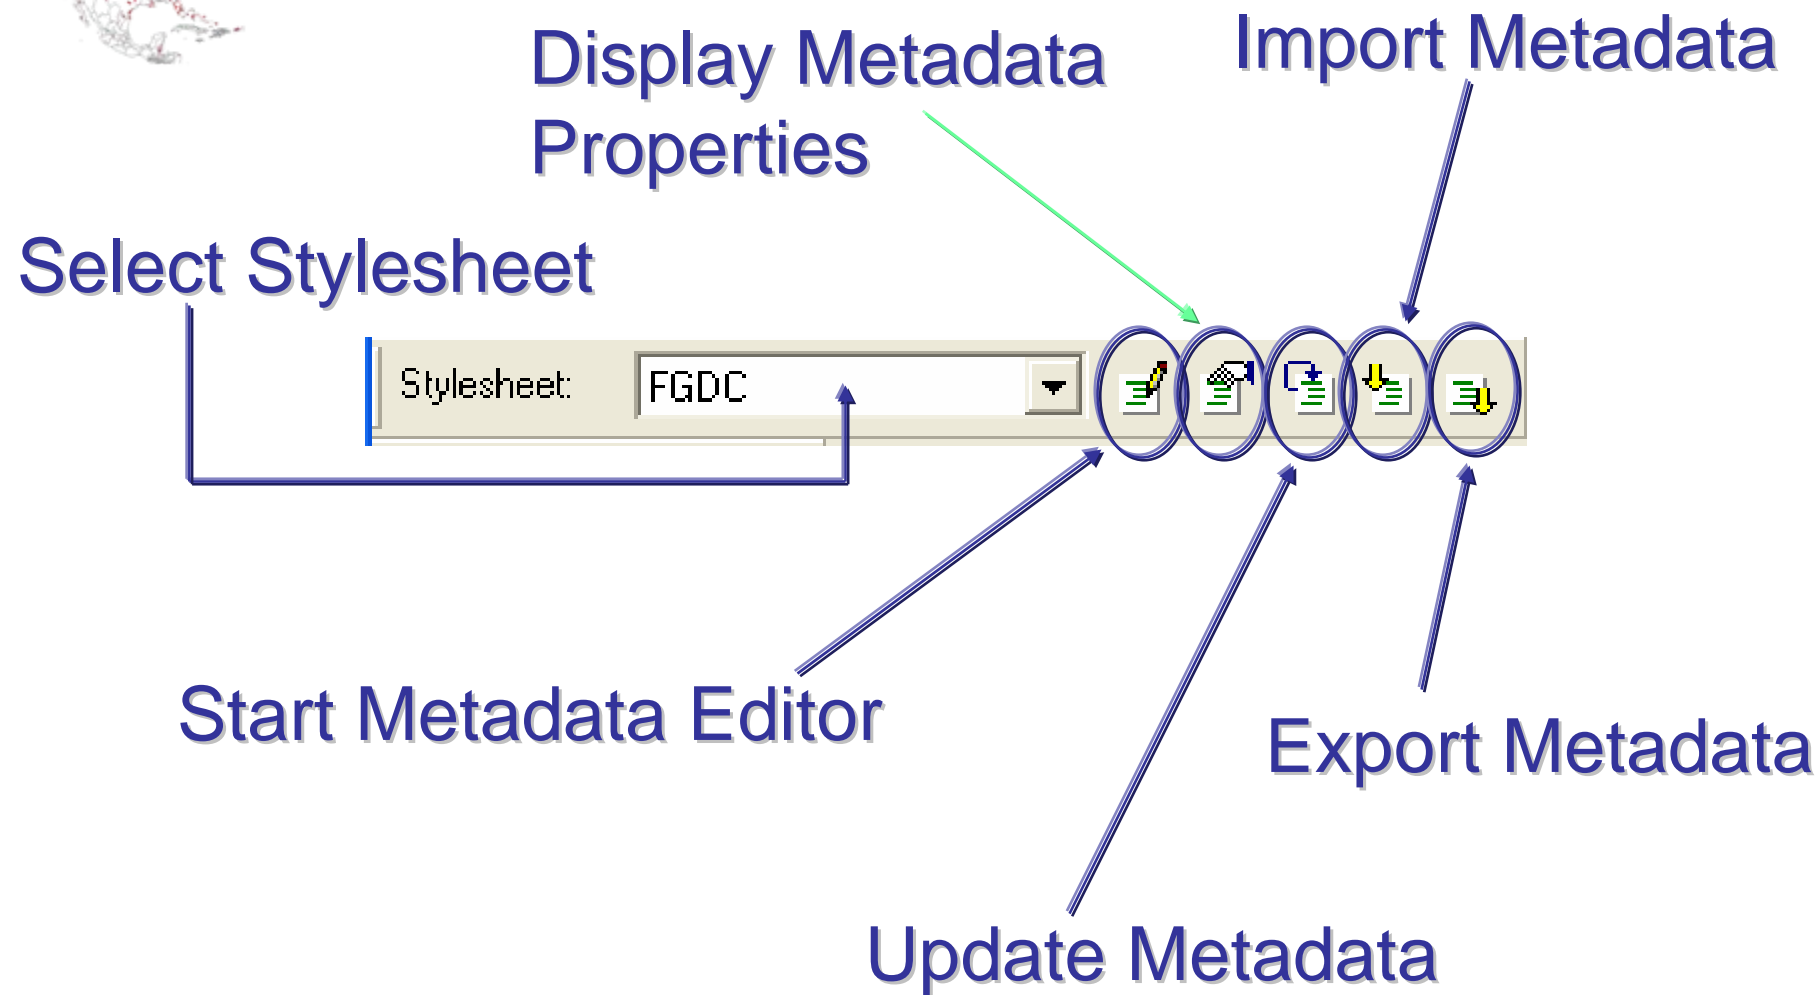 Display Metadata
Properties
Import Metadata
Select Stylesheet
Stylesheet:
FGDC
Start Metadata Editor
Export Metadata
Update Metadata